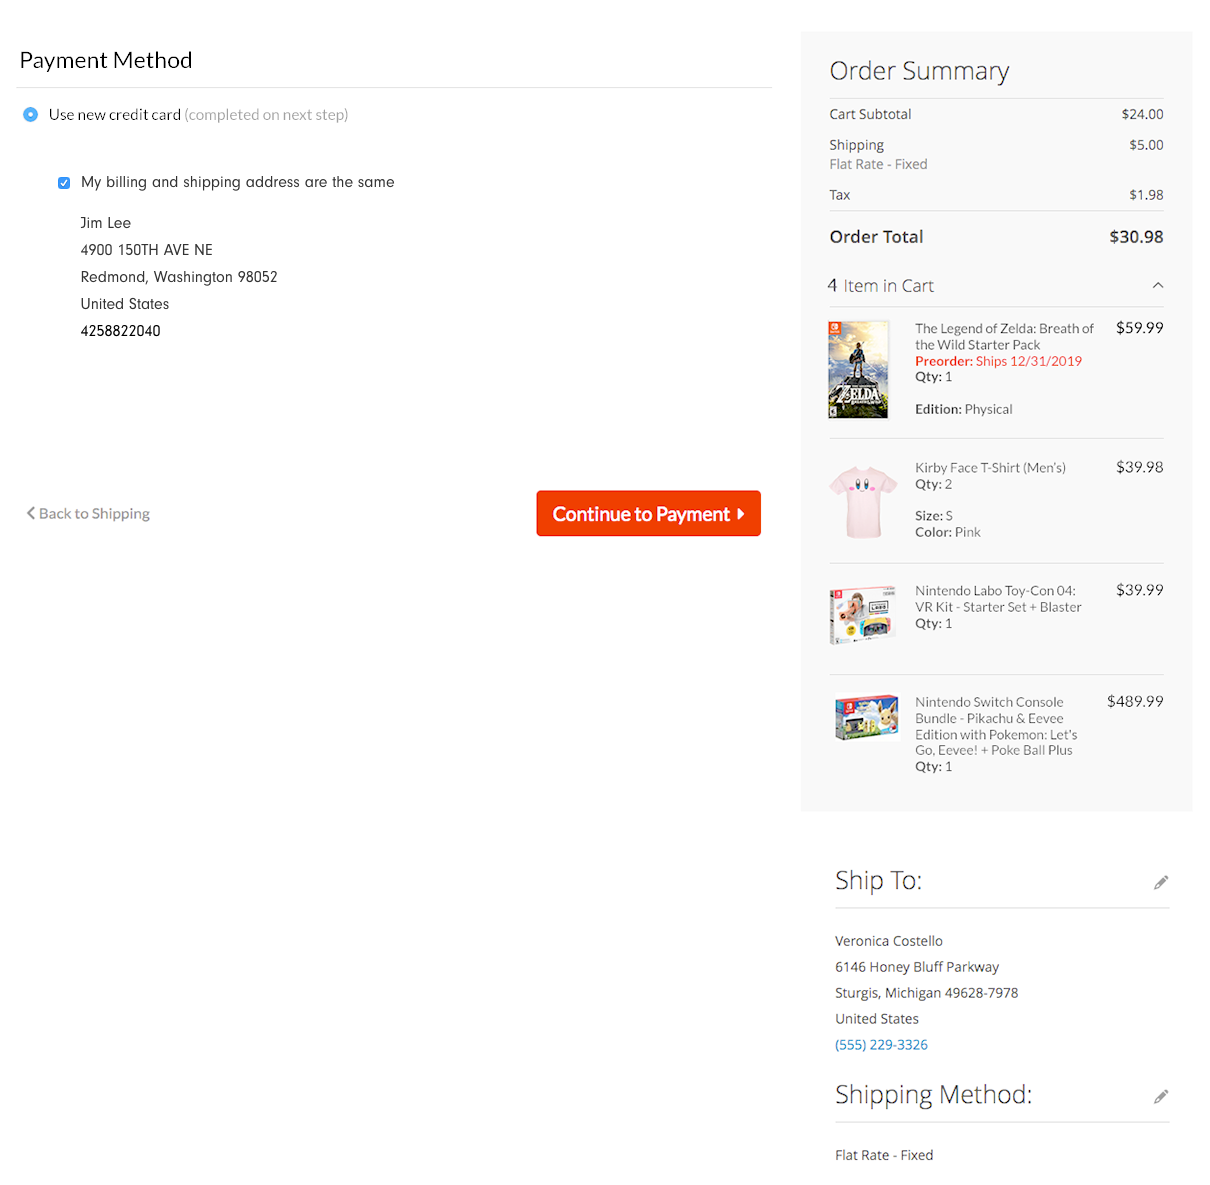 Payment Method
Use new credit card (completed on next step)
My billing and shipping address are the same
Jim Lee
4900 150TH AVE NE
Redmond, Washington 98052
United States
4258822040
Back to Shipping
Continue to Payment
Order Summary
Cart Subtotal $24.00
Shipping $5.00
Flat Rate - Fixed
Tax $1.98
Order Total $30.98
4 Item in Cart
The Legend of Zelda: Breath of $59.99
the Wild Starter Pack
Preorder: Ships 12/31/2019
Qty: 1
Edition: Physical
ZELDA
Kirby Face T-Shirt (Men's) $39.98
Qty: 2
Size: S
Color: Pink
Nintendo Labo Toy-Con 04: $39.99
VR Kit - Starter Set + Blaster
Qty: 1
LABO
Nintendo Switch Console $489.99
Bundle - Pikachu & Eevee
Edition with Pokemon: Let's
Go, Eevee! + Poke Ball Plus
Qty: 1
Ship To:
Veronica Costello
6146 Honey Bluff Parkway
Sturgis, Michigan 49628-7978
United States
(555) 229-3326
Shipping Method:
Flat Rate - Fixed